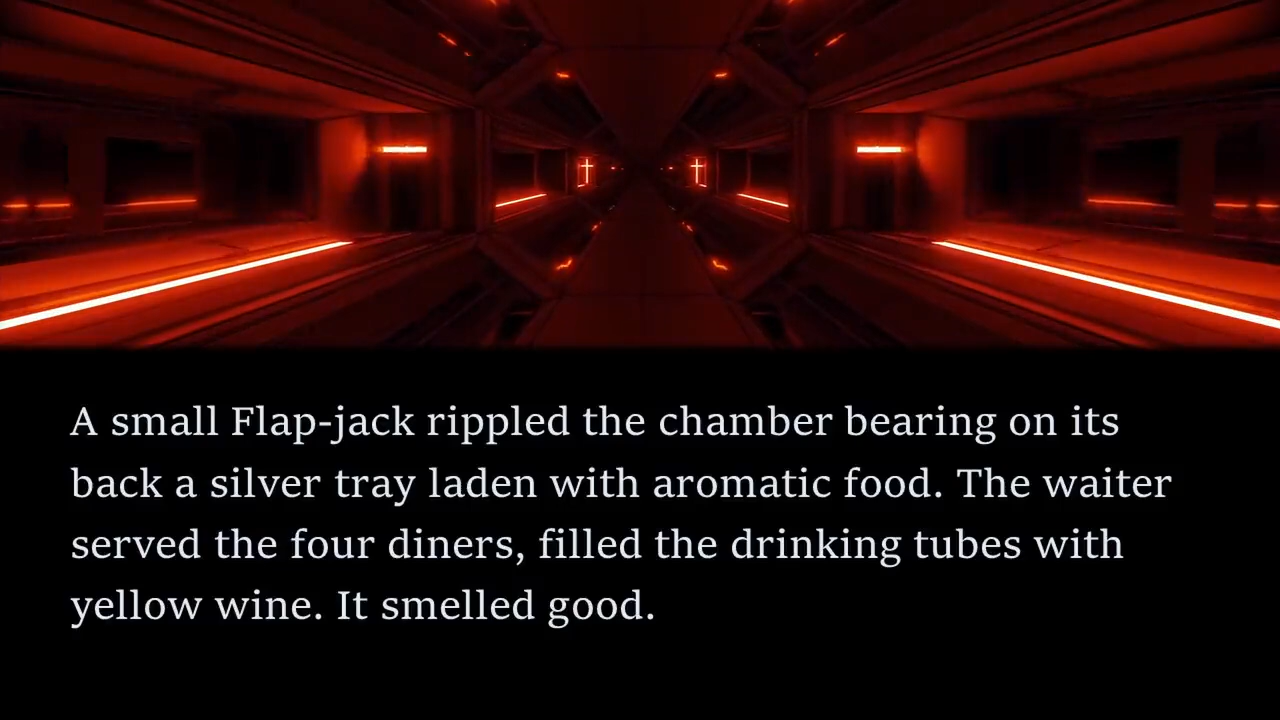 A small Flap-jack rippled the chamber bearing on its
back a silver tray laden with aromatic food. The waiter
served the four diners, filled the drinking tubes with
yellow wine. It smelled good.